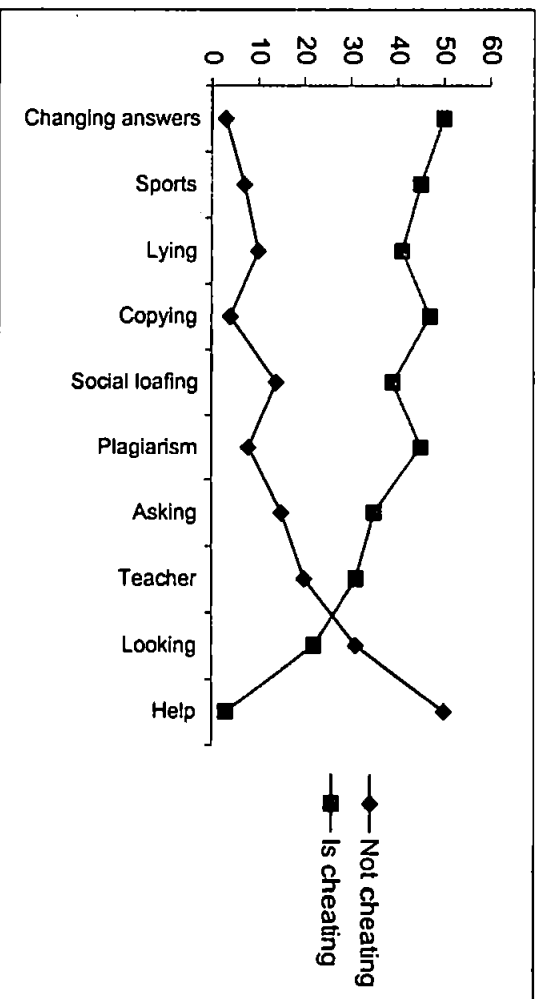 0
10
20
30
40
50
60
Changing answers
Sports
Lying
Copying
Social loafing
Plagiarism
Asking
Teacher
Looking
Help
Not cheating
Is cheating